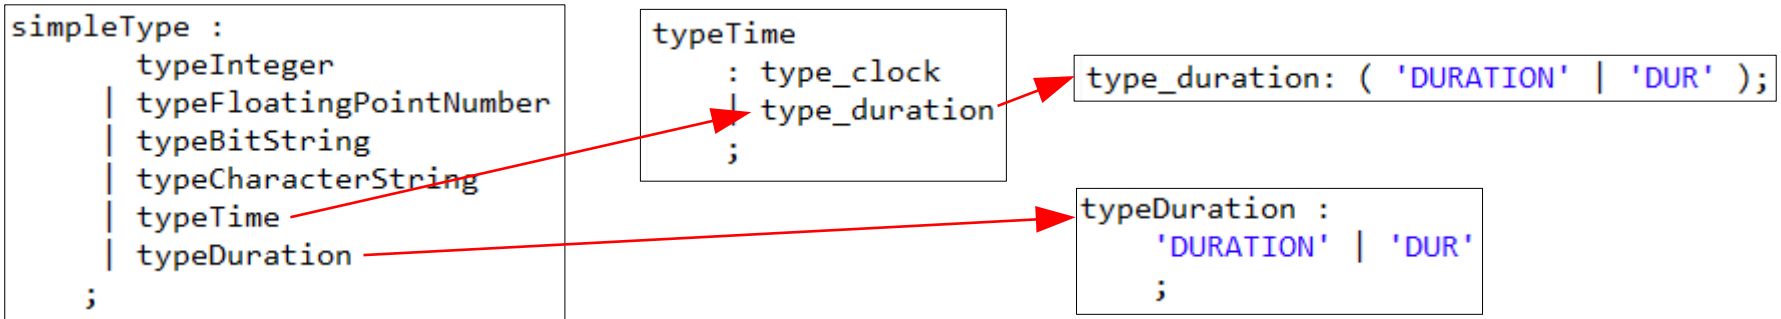 simpleType :
typeInteger
| typeFloatingPointNumber
| typeBitString
| typeCharacterString
| typeTime
| typeDuration
;
typeTime
: type_clock
| type_duration
;
type_duration: ( 'DURATION' | 'DUR' );
typeDuration :
'DURATION' | 'DUR'
;